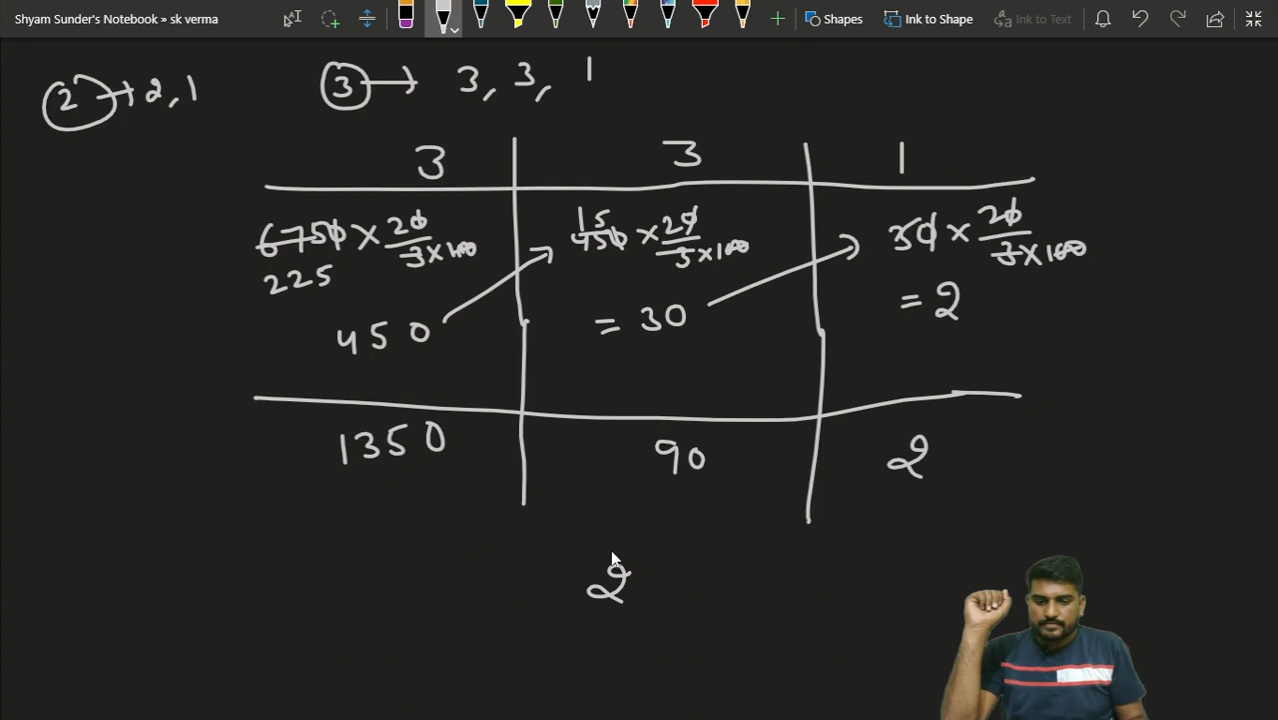 Shyam Sunder's Notebook » sk verma
Shapes
Ink to Shape
Ink to Text
2 → 2, 1
3 → 3, 3, 1
3 3 1
6750 × 20/3×100
225
450
15
450 × 20/3×100
= 30
30 × 20/3×100
= 2
1350 90 2
2